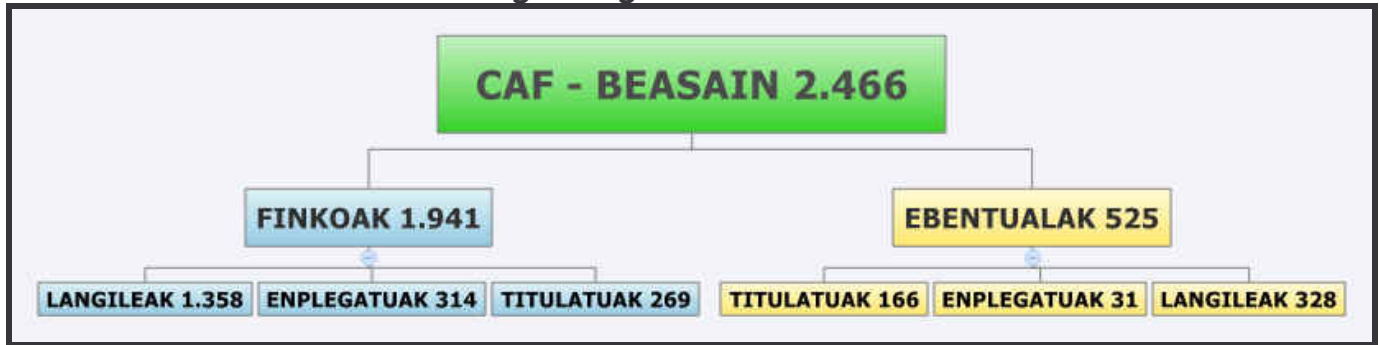 CAF - BEASAIN 2.466
FINKOAK 1.941
EBENTUALAK 525
LANGILEAK 1.358
ENPLEGATUAK 314
TITULATUAK 269
TITULATUAK 166
ENPLEGATUAK 31
LANGILEAK 328